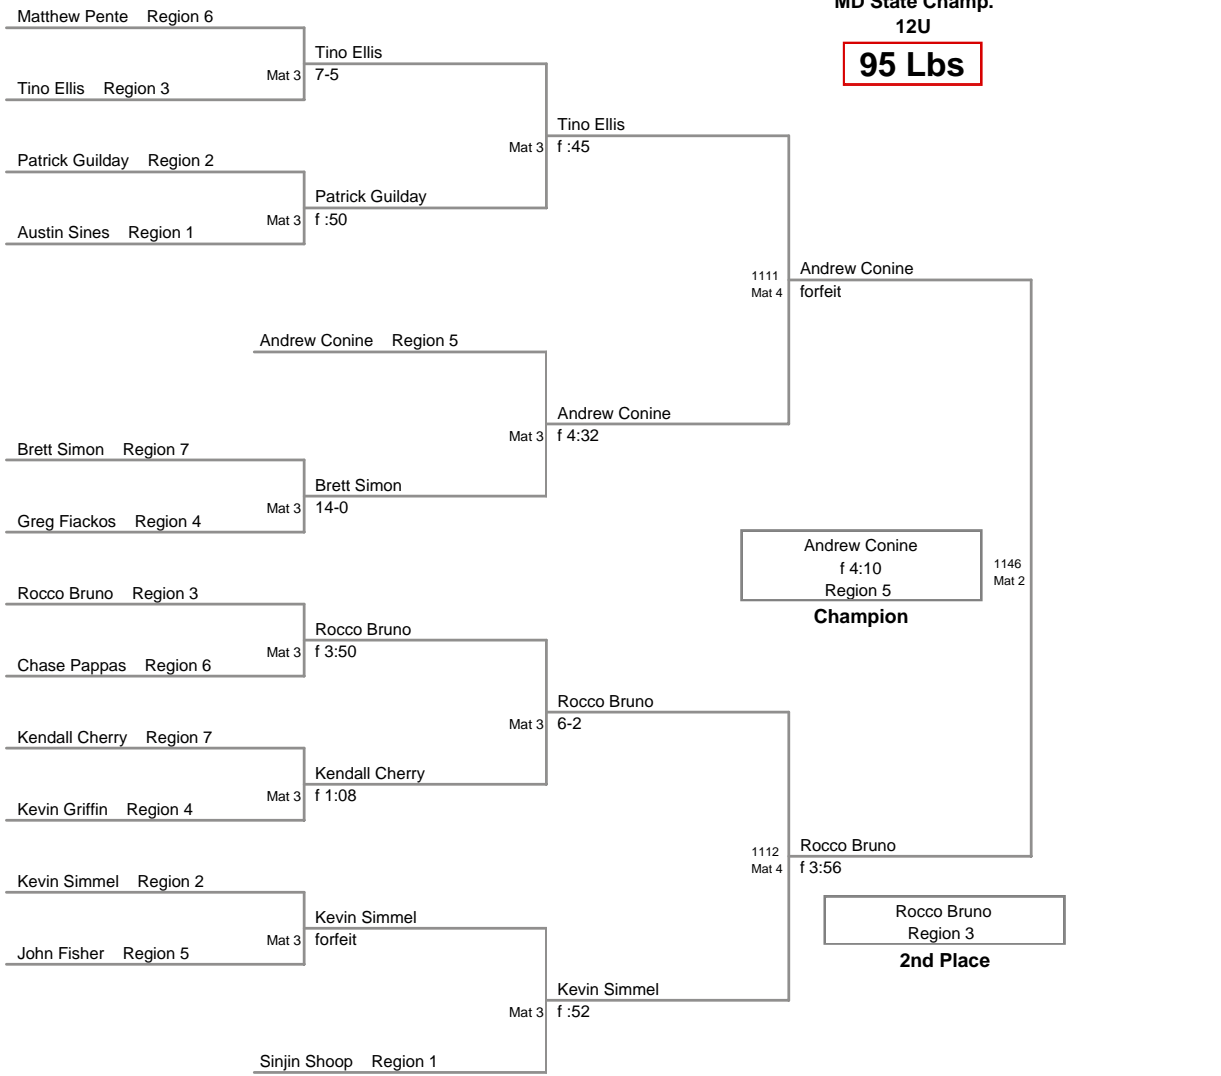 MD State Champ.
12U
95 Lbs
Matthew Pente Region 6
Tino Ellis
Mat 3 7-5
Tino Ellis Region 3
Tino Ellis
Mat 3 f :45
Patrick Guilday Region 2
Patrick Guilday
Mat 3 f :50
Austin Sines Region 1
Andrew Conine
1111
Mat 4 forfeit
Andrew Conine Region 5
Andrew Conine
Mat 3 f 4:32
Brett Simon Region 7
Brett Simon
Mat 3 14-0
Greg Fiackos Region 4
Andrew Conine
f 4:10
Region 5
Champion
1146
Mat 2
Rocco Bruno Region 3
Rocco Bruno
Mat 3 f 3:50
Chase Pappas Region 6
Rocco Bruno
Mat 3 6-2
Kendall Cherry Region 7
Kendall Cherry
Mat 3 f 1:08
Kevin Griffin Region 4
Rocco Bruno
1112
Mat 4 f 3:56
Kevin Simmel Region 2
Kevin Simmel
Mat 3 forfeit
John Fisher Region 5
Rocco Bruno
Region 3
2nd Place
Kevin Simmel
Mat 3 f :52
Sinjin Shoop Region 1